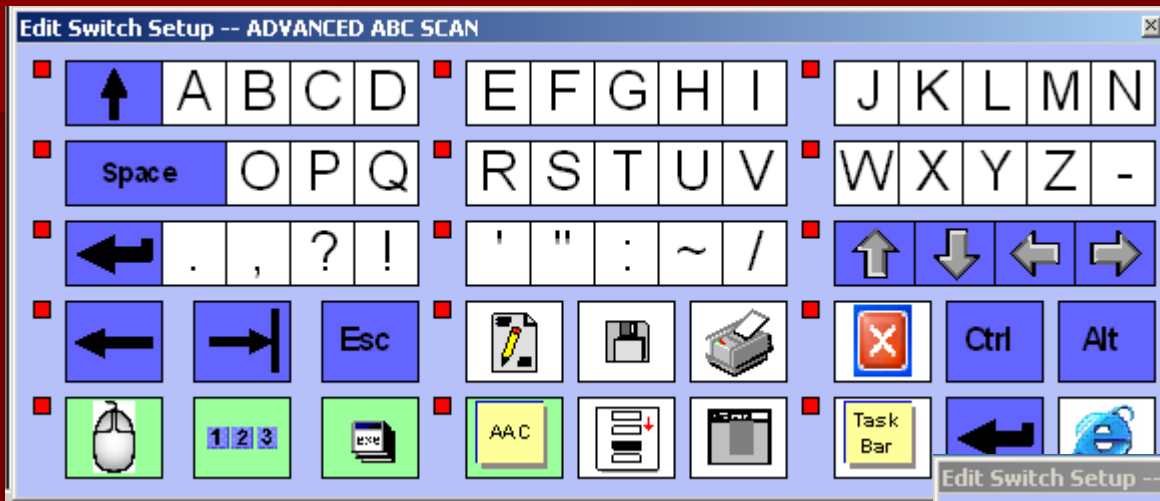 Edit Switch Setup -- ADVANCED ABC SCAN
A B C D E F G H I J K L M N
Space O P Q R S T U V W X Y Z -
. , ? ! ' " : ~ /
Esc Ctrl Alt
1 2 3 exe AAC Task
Bar
Edit Switch Setup --